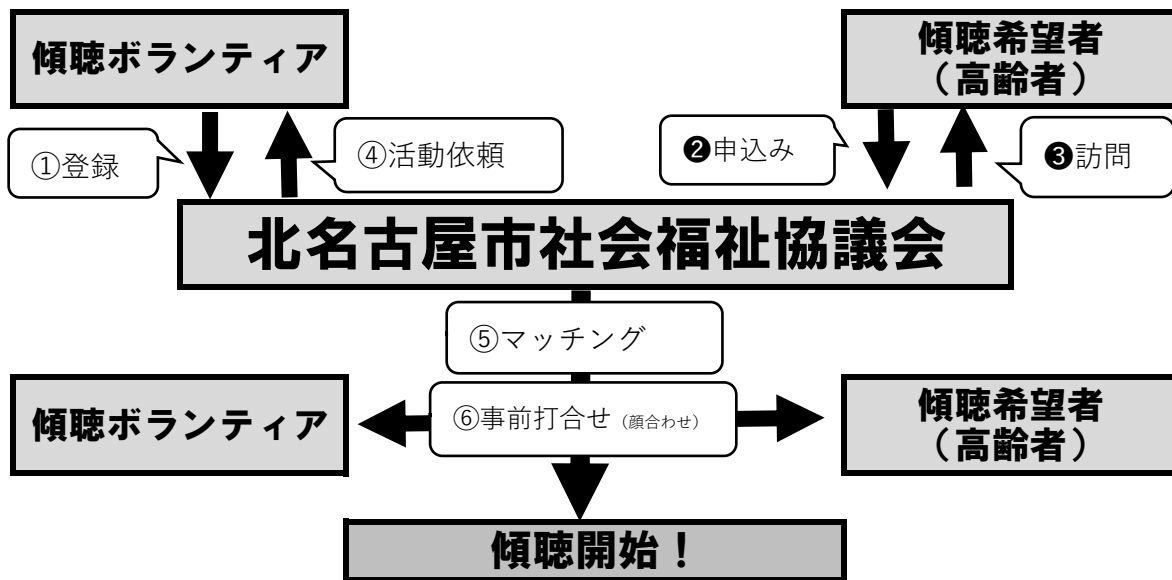 傾聴ボランティア
傾聴希望者
（高齢者）
①登録
④活動依頼
❷申込み
❸訪問
北名古屋市社会福祉協議会
⑤マッチング
傾聴ボランティア
⑥事前打合せ（顔合わせ）
傾聴希望者
（高齢者）
傾聴開始！